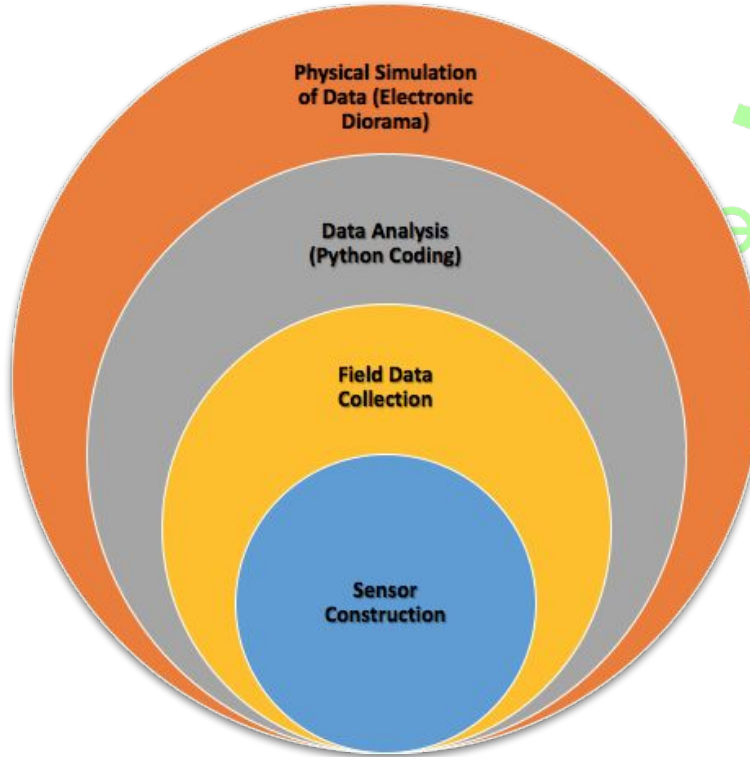 Physical Simulation
of Data (Electronic
Diorama)
Data Analysis
(Python Coding)
Field Data
Collection
Sensor
Construction